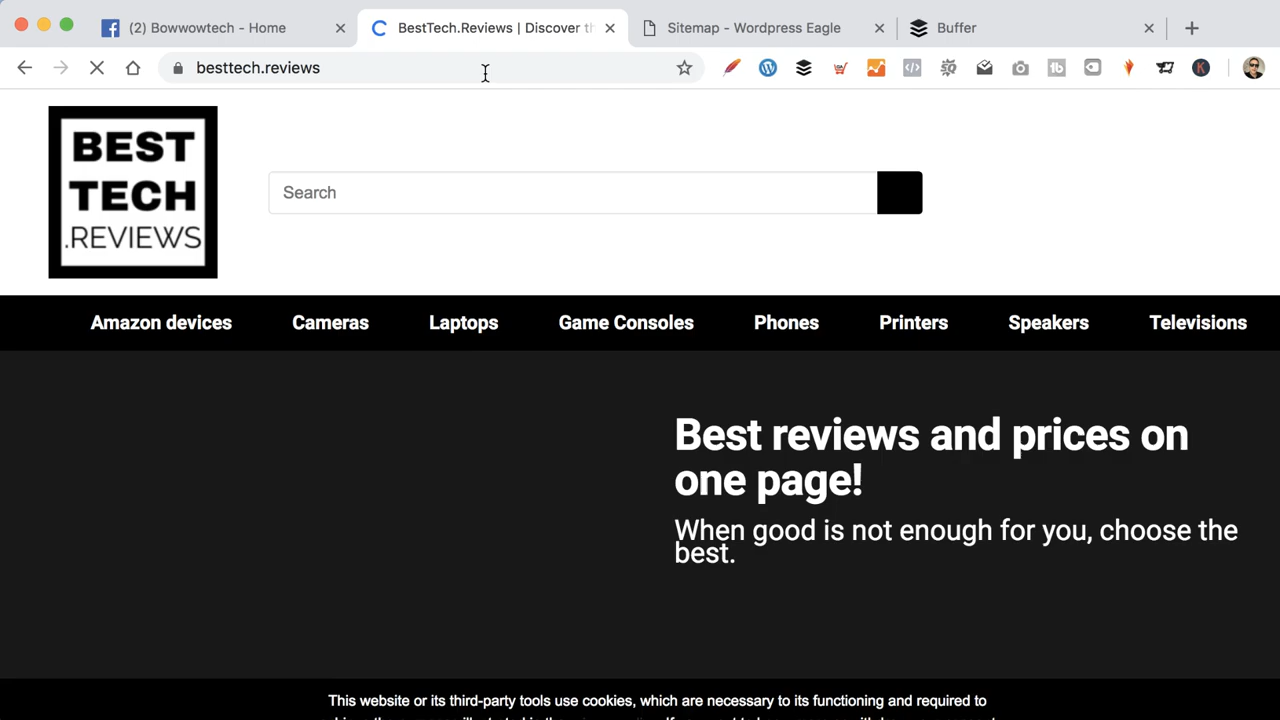 (2) Bowwowtech - Home
BestTech.Reviews | Discover th
Sitemap - Wordpress Eagle
Buffer
besttech.reviews
BEST
TECH
.REVIEWS
Search
Amazon devices
Cameras
Laptops
Game Consoles
Phones
Printers
Speakers
Televisions
Best reviews and prices on
one page!
When good is not enough for you, choose the
best.
This website or its third-party tools use cookies, which are necessary to its functioning and required to